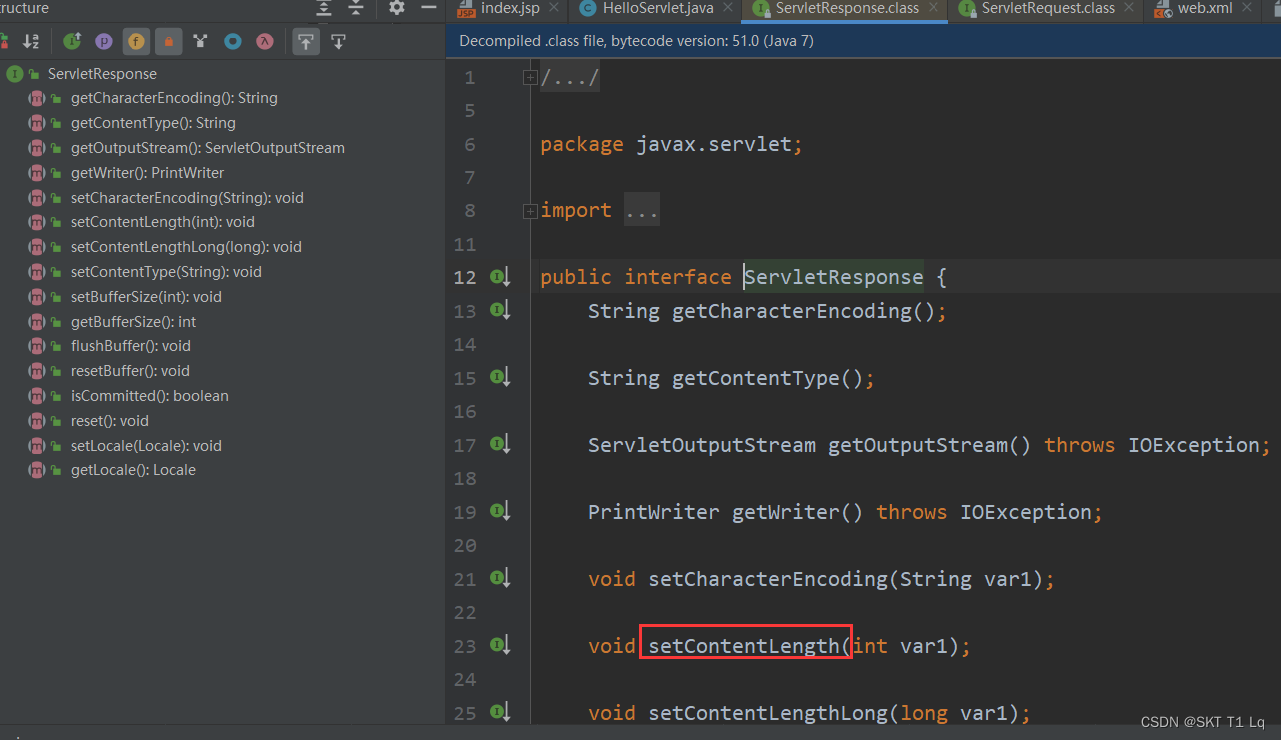 ructure
index.jsp
HelloServlet.java
ServletResponse.class
ServletRequest.class
web.xml
Decompiled .class file, bytecode version: 51.0 (Java 7)
ServletResponse
getCharacterEncoding(): String
getContentType(): String
getOutputStream(): ServletOutputStream
getWriter(): PrintWriter
setCharacterEncoding(String): void
setContentLength(int): void
setContentLengthLong(long): void
setContentType(String): void
setBufferSize(int): void
getBufferSize(): int
flushBuffer(): void
resetBuffer(): void
isCommitted(): boolean
reset(): void
setLocale(Locale): void
getLocale(): Locale
1 /.../
5
6 package javax.servlet;
7
8 import ...
11
12 public interface ServletResponse {
13 String getCharacterEncoding();
14
15 String getContentType();
16
17 ServletOutputStream getOutputStream() throws IOException;
18
19 PrintWriter getWriter() throws IOException;
20
21 void setCharacterEncoding(String var1);
22
23 void setContentLength(int var1);
24
25 void setContentLengthLong(long var1);
CSDN @SKT T1 Lq